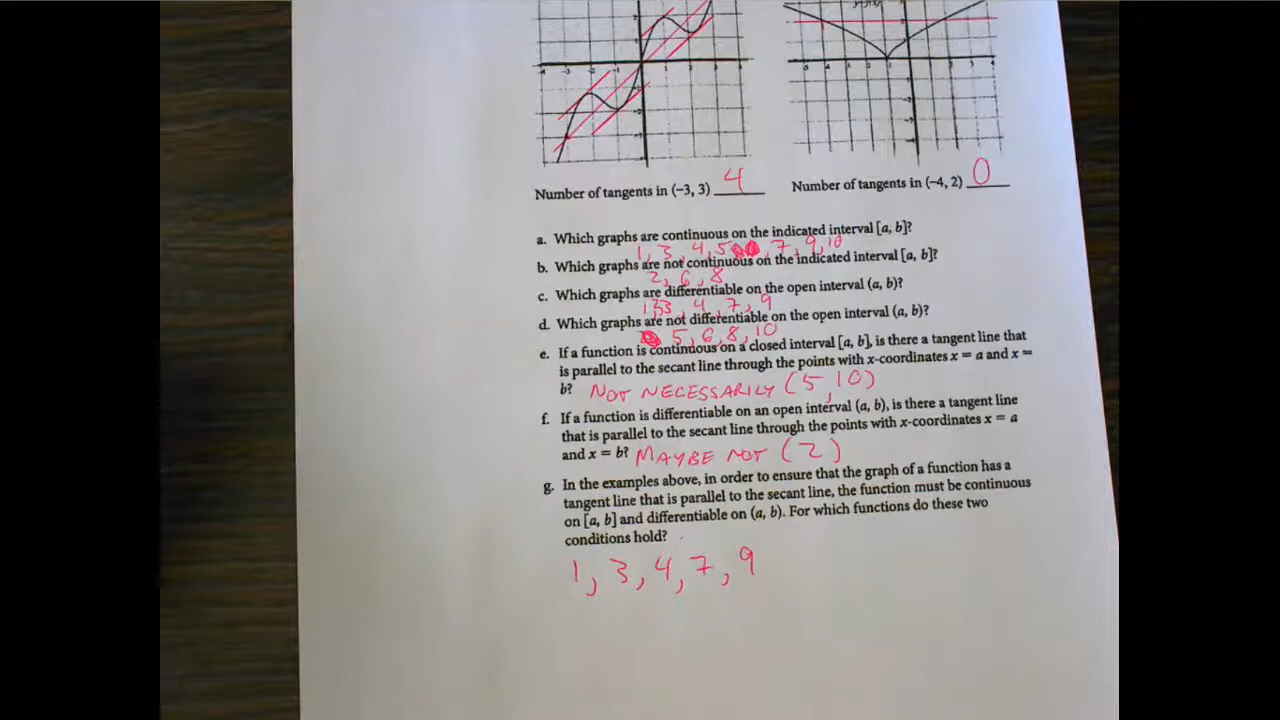 Number of tangents in (−3, 3) 4
Number of tangents in (−4, 2) 0
a. Which graphs are continuous on the indicated interval [a, b]?
1, 3, 4, 5, 7, 9, 10
b. Which graphs are not continuous on the indicated interval [a, b]?
2, 6, 8
c. Which graphs are differentiable on the open interval (a, b)?
4, 7, 9
d. Which graphs are not differentiable on the open interval (a, b)?
5, 6, 8, 10
e. If a function is continuous on a closed interval [a, b], is there a tangent line that
is parallel to the secant line through the points with x-coordinates x = a and x =
b? NOT NECESSARILY (5, 10)
f. If a function is differentiable on an open interval (a, b), is there a tangent line
that is parallel to the secant line through the points with x-coordinates x = a
and x = b? MAYBE NOT (2)
g. In the examples above, in order to ensure that the graph of a function has a
tangent line that is parallel to the secant line, the function must be continuous
on [a, b] and differentiable on (a, b). For which functions do these two
conditions hold?
1, 3, 4, 7, 9